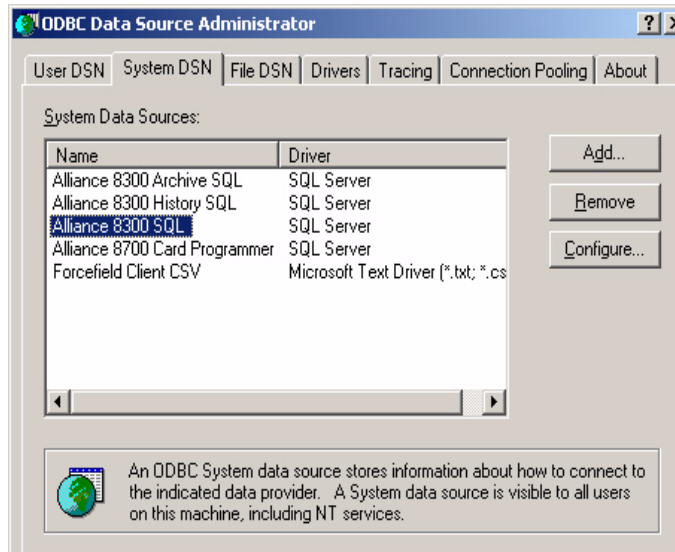 ODBC Data Source Administrator
User DSN System DSN File DSN Drivers Tracing Connection Pooling About
System Data Sources:
Name Driver
Alliance 8300 Archive SQL SQL Server
Alliance 8300 History SQL SQL Server
Alliance 8300 SQL SQL Server
Alliance 8700 Card Programmer SQL Server
Forcefield Client CSV Microsoft Text Driver (*.txt; *.cs
Add...
Remove
Configure...
An ODBC System data source stores information about how to connect to
the indicated data provider. A System data source is visible to all users
on this machine, including NT services.